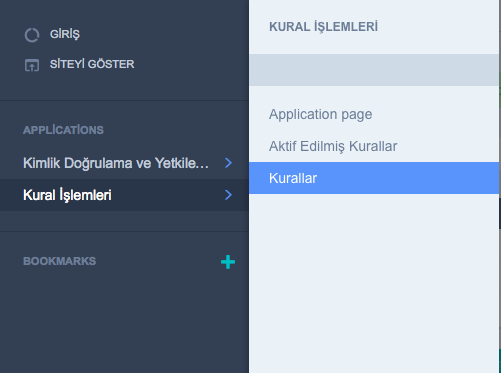 GİRİŞ
SİTEYİ GÖSTER
APPLICATIONS
Kimlik Doğrulama ve Yetkile...
Kural İşlemleri
BOOKMARKS
KURAL İŞLEMLERİ
Application page
Aktif Edilmiş Kurallar
Kurallar